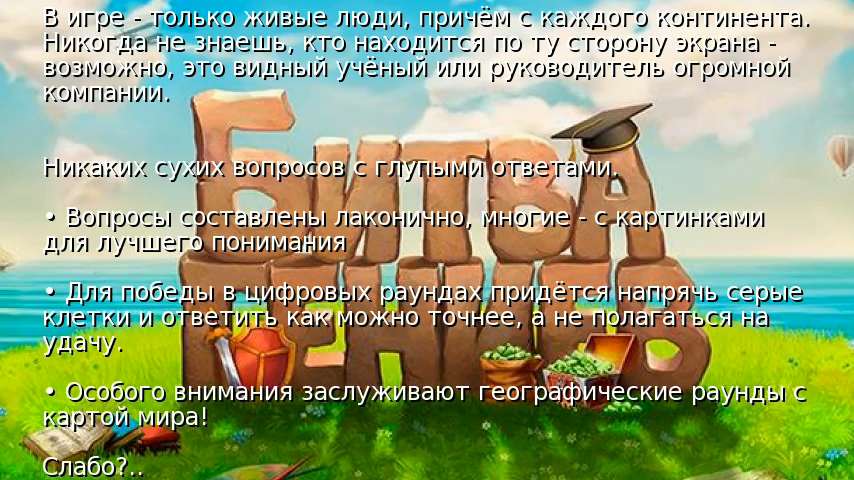 В игре - только живые люди, причём с каждого континента.
Никогда не знаешь, кто находится по ту сторону экрана -
возможно, это видный учёный или руководитель огромной
компании.
Никаких сухих вопросов с глупыми ответами.
• Вопросы составлены лаконично, многие - с картинками
для лучшего понимания
• Для победы в цифровых раундах придётся напрячь серые
клетки и ответить как можно точнее, а не полагаться на
удачу.
• Особого внимания заслуживают географические раунды с
картой мира!
Слабо?..
БИТВА
ГЕНИЕВ